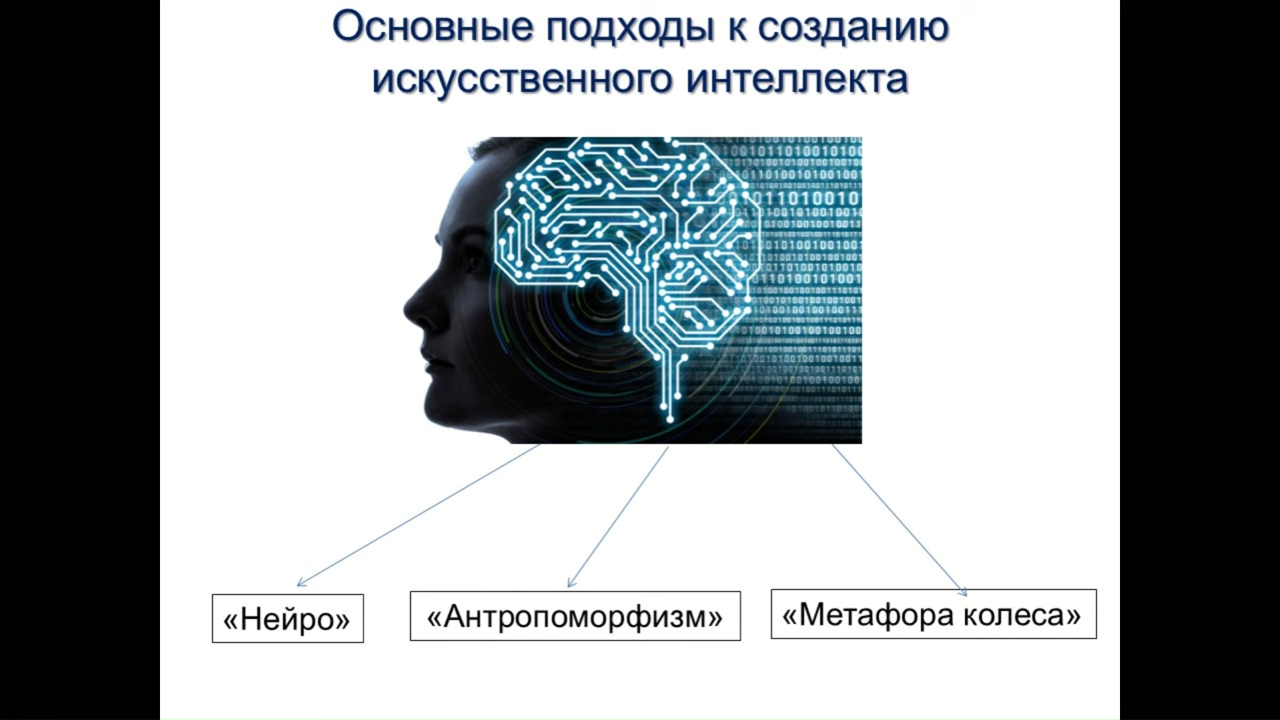 Основные подходы к созданию
искусственного интеллекта
«Нейро»
«Антропоморфизм»
«Метафора колеса»